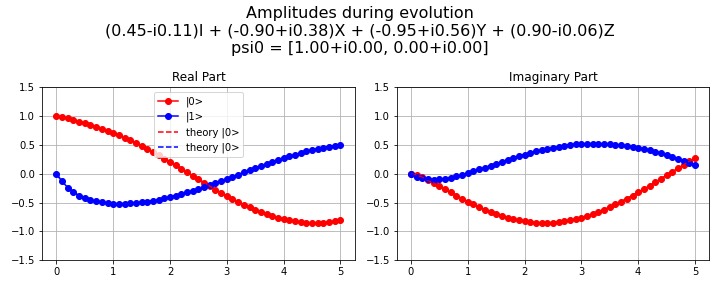 Amplitudes during evolution
(0.45-i0.11)I + (-0.90+i0.38)X + (-0.95+i0.56)Y + (0.90-i0.06)Z
psi0 = [1.00+i0.00, 0.00+i0.00]
Real Part
1.5
1.0
0.5
0.0
−0.5
−1.0
−1.5
0 1 2 3 4 5
|0>
|1>
theory |0>
theory |0>
Imaginary Part
1.5
1.0
0.5
0.0
−0.5
−1.0
−1.5
0 1 2 3 4 5